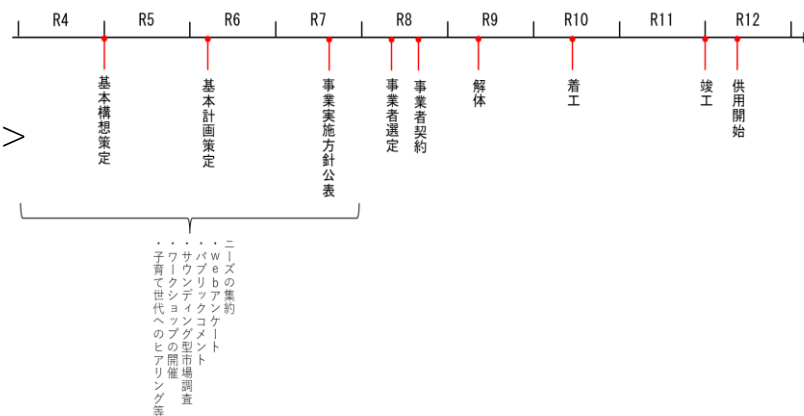 R4
R5
R6
R7
R8
R9
R10
R11
R12
基本構想策定
基本計画策定
事業実施方針公表
事業者選定
事業者契約
解体
着工
竣工
供用開始
＞
ニーズの集約
・webアンケート
・パブリックコメント
・サウンディング型市場調査
・ワークショップの開催
・子育て世代へのヒアリング等